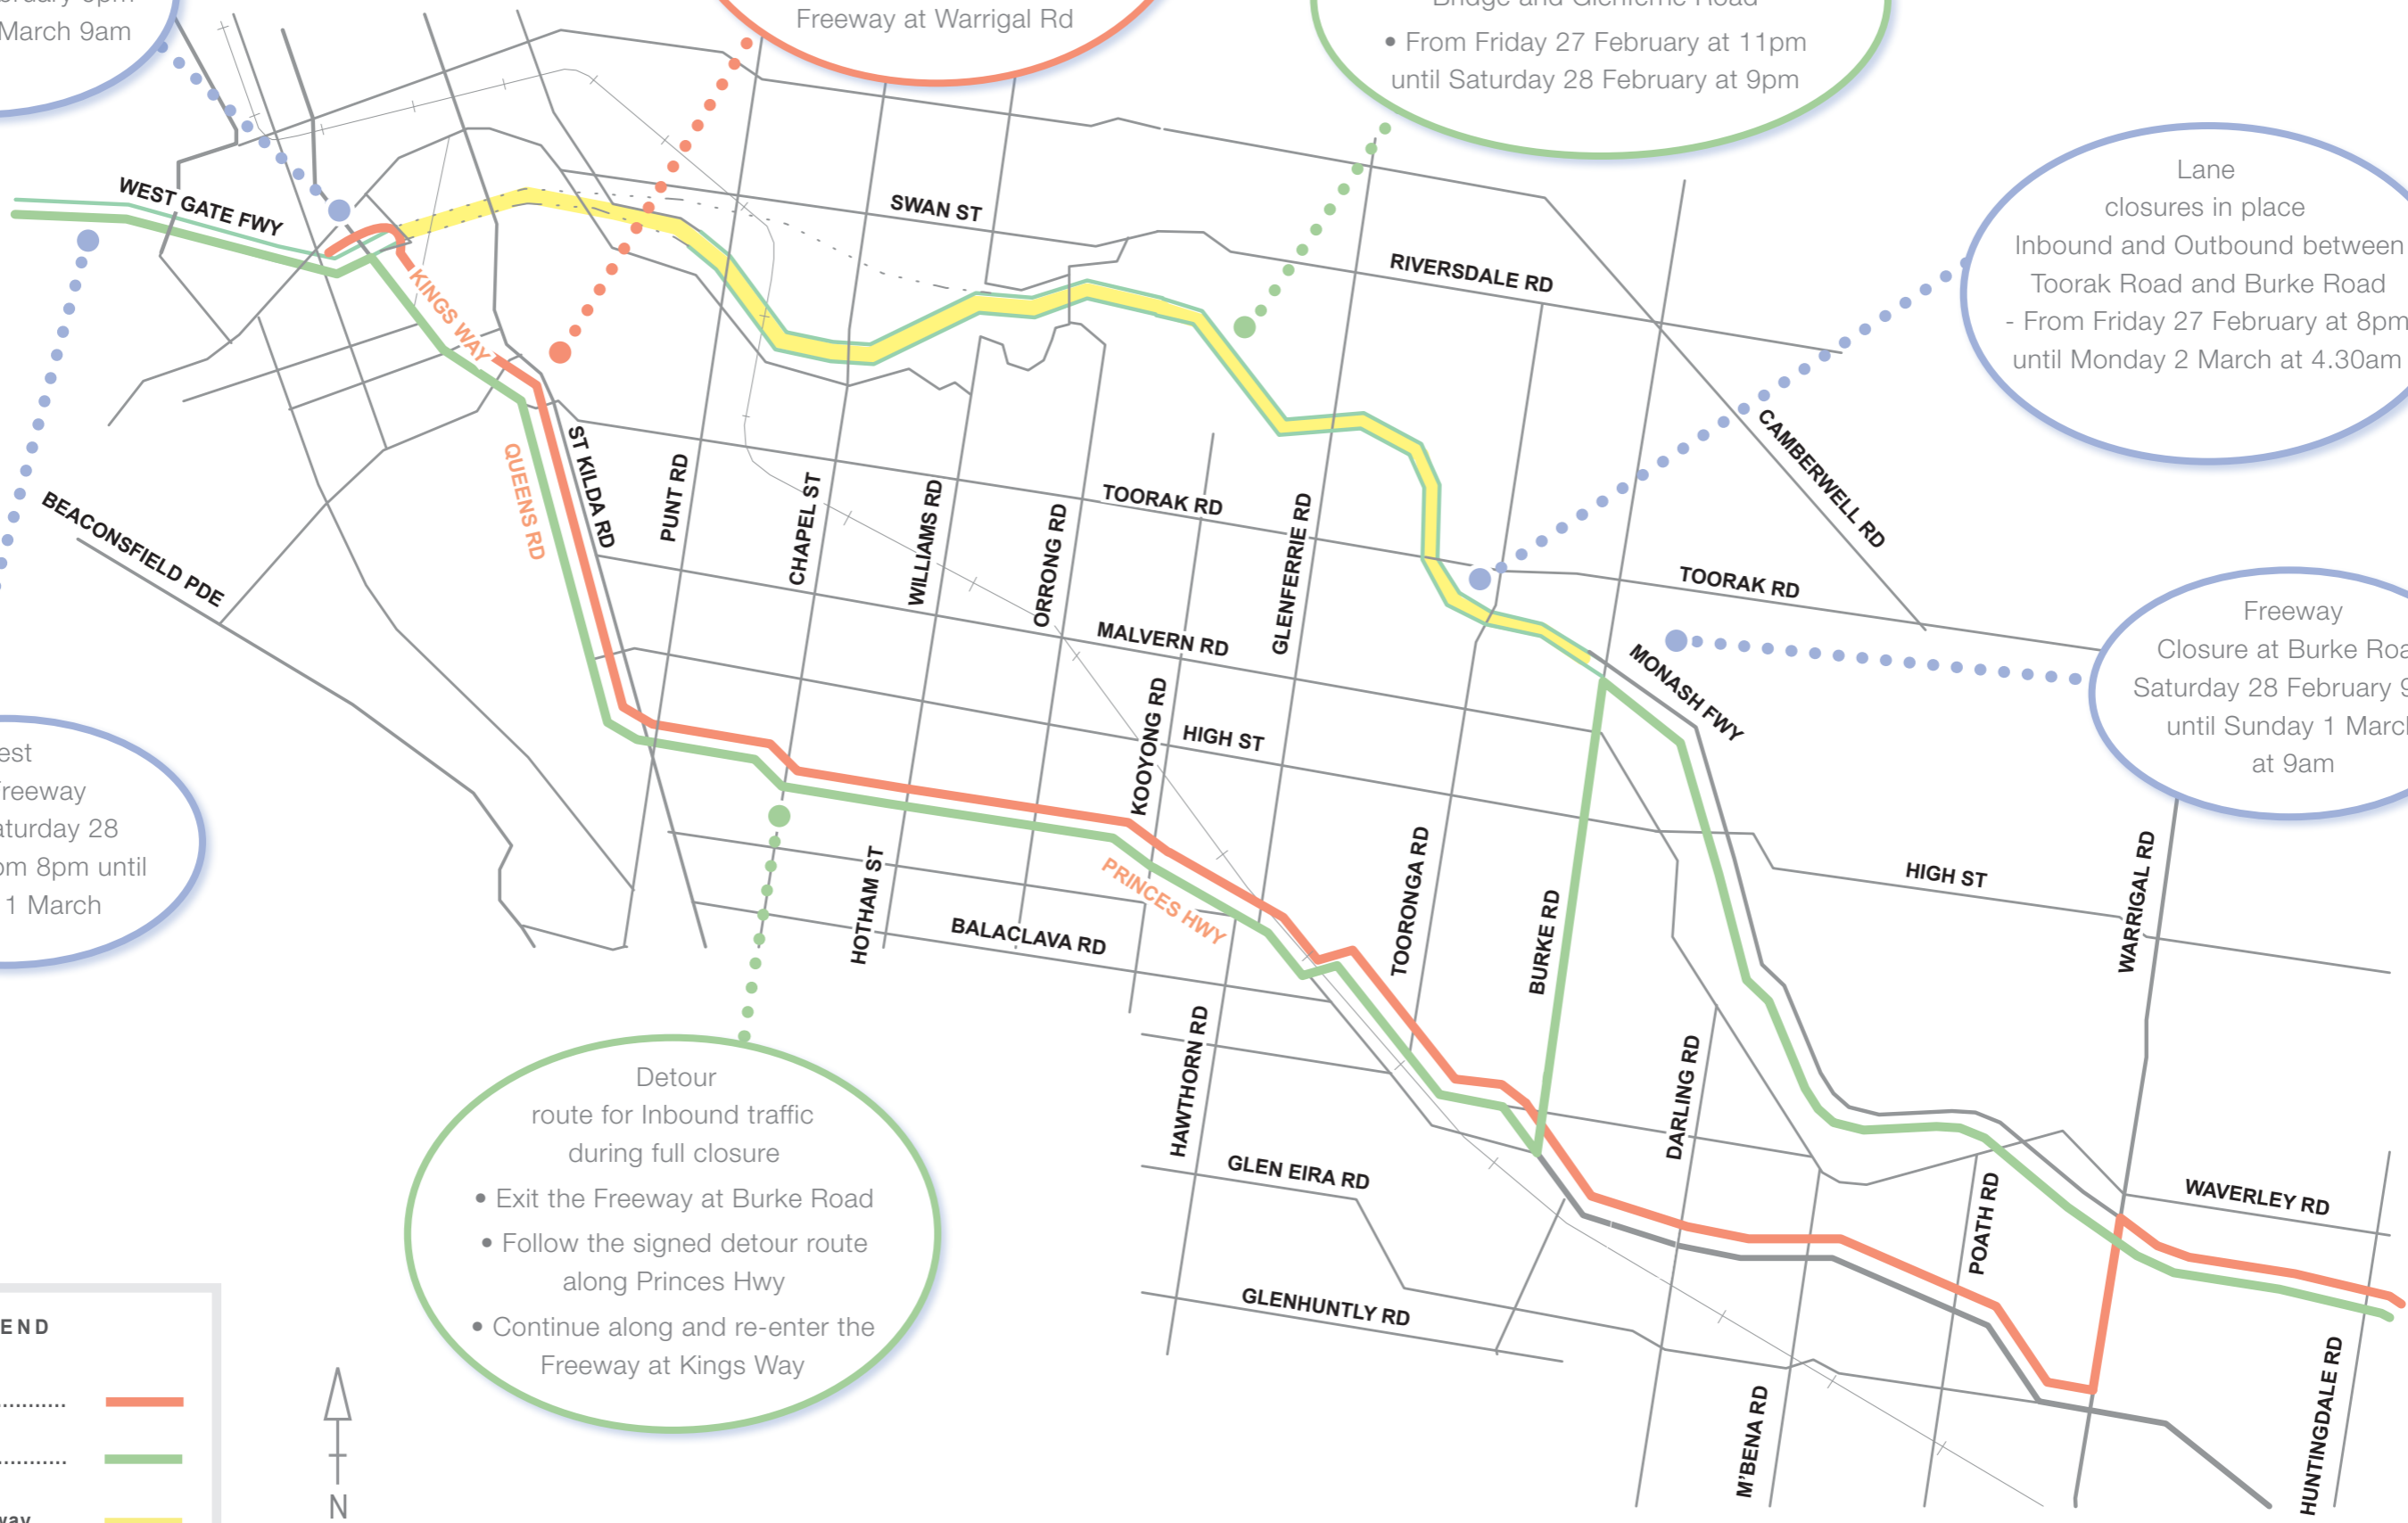 March 9am
Freeway at Warrigal Rd
• From Friday 27 February at 11pm
until Saturday 28 February at 9pm
Lane
closures in place
Inbound and Outbound between
Toorak Road and Burke Road
- From Friday 27 February at 8pm
until Monday 2 March at 4.30am
WEST GATE FWY
SWAN ST
RIVERSDALE RD
KINGS WAY
CAMBERWELL RD
QUEENS RD
ST KILDA RD
PUNT RD
CHAPEL ST
WILLIAMS RD
ORRONG RD
TOORAK RD
GLENFERRIE RD
BEACONSFIELD PDE
TOORAK RD
MALVERN RD
MONASH FWY
Freeway
Closure at Burke
Saturday 28 February
until Sunday 1 March
at 9am
KOOYONG RD
HIGH ST
28
8pm until
1 March
HOTHAM ST
PRINCES HWY
BALACLAVA RD
TOORONGA RD
BURKE RD
HIGH ST
WARRIGAL RD
Detour
route for Inbound traffic
during full closure
• Exit the Freeway at Burke Road
• Follow the signed detour route
along Princes Hwy
• Continue along and re-enter the
Freeway at Kings Way
HAWTHORN RD
DARLING RD
GLEN EIRA RD
POATH RD
WAVERLEY RD
GLENHUNTLY RD
M'BENA RD
HUNTINGDALE RD
N